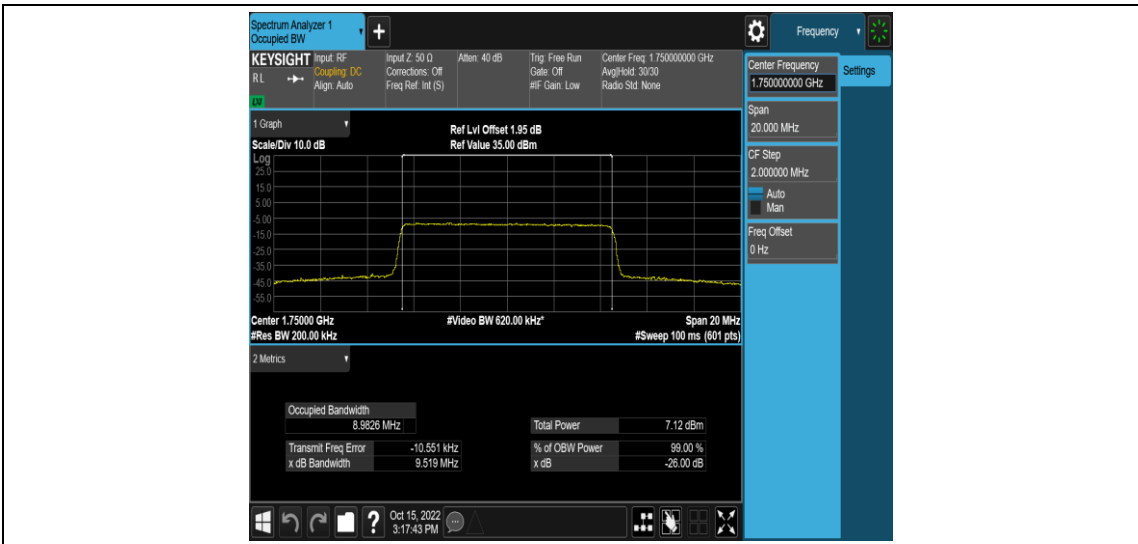 Spectrum Analyzer 1
Occupied BW
+
Frequency
KEYSIGHT
RL
LXI
Input: RF
Coupling: DC
Align: Auto
Input Z: 50 Ω
Corrections: Off
Freq Ref: Int (S)
Atten: 40 dB
Trig: Free Run
Gate: Off
#IF Gain: Low
Center Freq: 1.750000000 GHz
Avg|Hold: 30/30
Radio Std: None
Center Frequency
1.750000000 GHz
Settings
Span
20.000 MHz
CF Step
2.000000 MHz
Auto
Man
Freq Offset
0 Hz
1 Graph
Ref Lvl Offset 1.95 dB
Scale/Div 10.0 dB
Ref Value 35.00 dBm
Log
25.0
15.0
5.00
-5.00
-15.0
-25.0
-35.0
-45.0
-55.0
Center 1.75000 GHz
#Video BW 620.00 kHz*
Span 20 MHz
#Res BW 200.00 kHz
#Sweep 100 ms (601 pts)
2 Metrics
Occupied Bandwidth
8.9826 MHz
Total Power 7.12 dBm
Transmit Freq Error -10.551 kHz
% of OBW Power 99.00 %
x dB Bandwidth 9.519 MHz
x dB -26.00 dB
?
Oct 15, 2022
3:17:43 PM